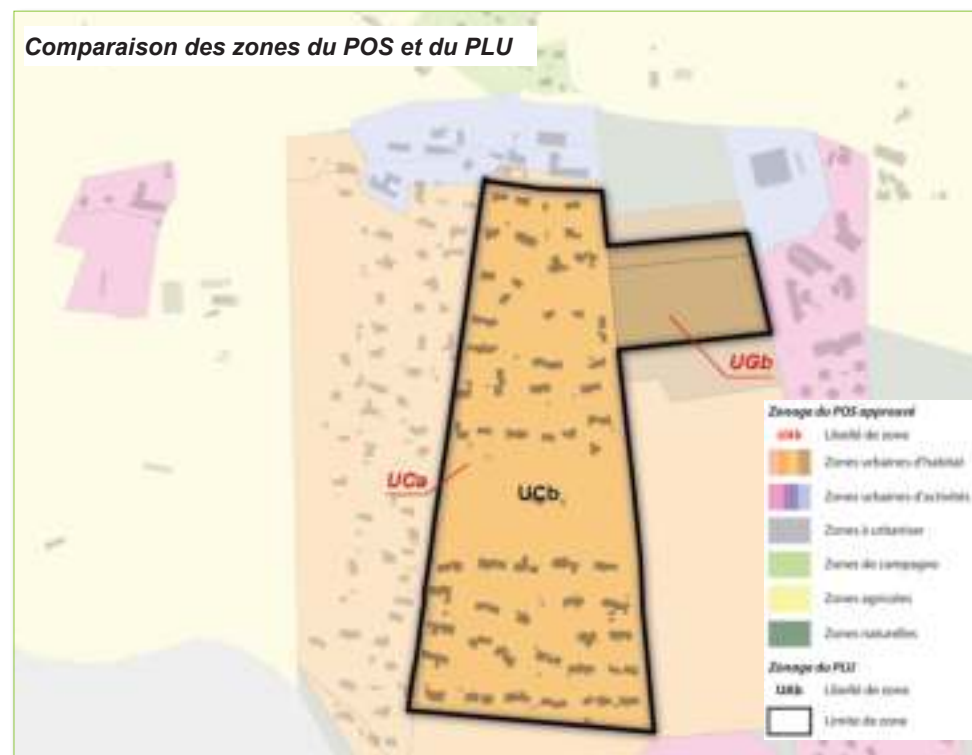 Comparaison des zones du POS et du PLU
UGb
UCa
UCb
Zonage du POS approuvé
UAb Libellé de zone
Zones urbaines d'habitat
Zones urbaines d'activités
Zones à urbaniser
Zones de campagne
Zones agricoles
Zones naturelles
Zonage du PLU
UAb Libellé de zone
Limite de zone